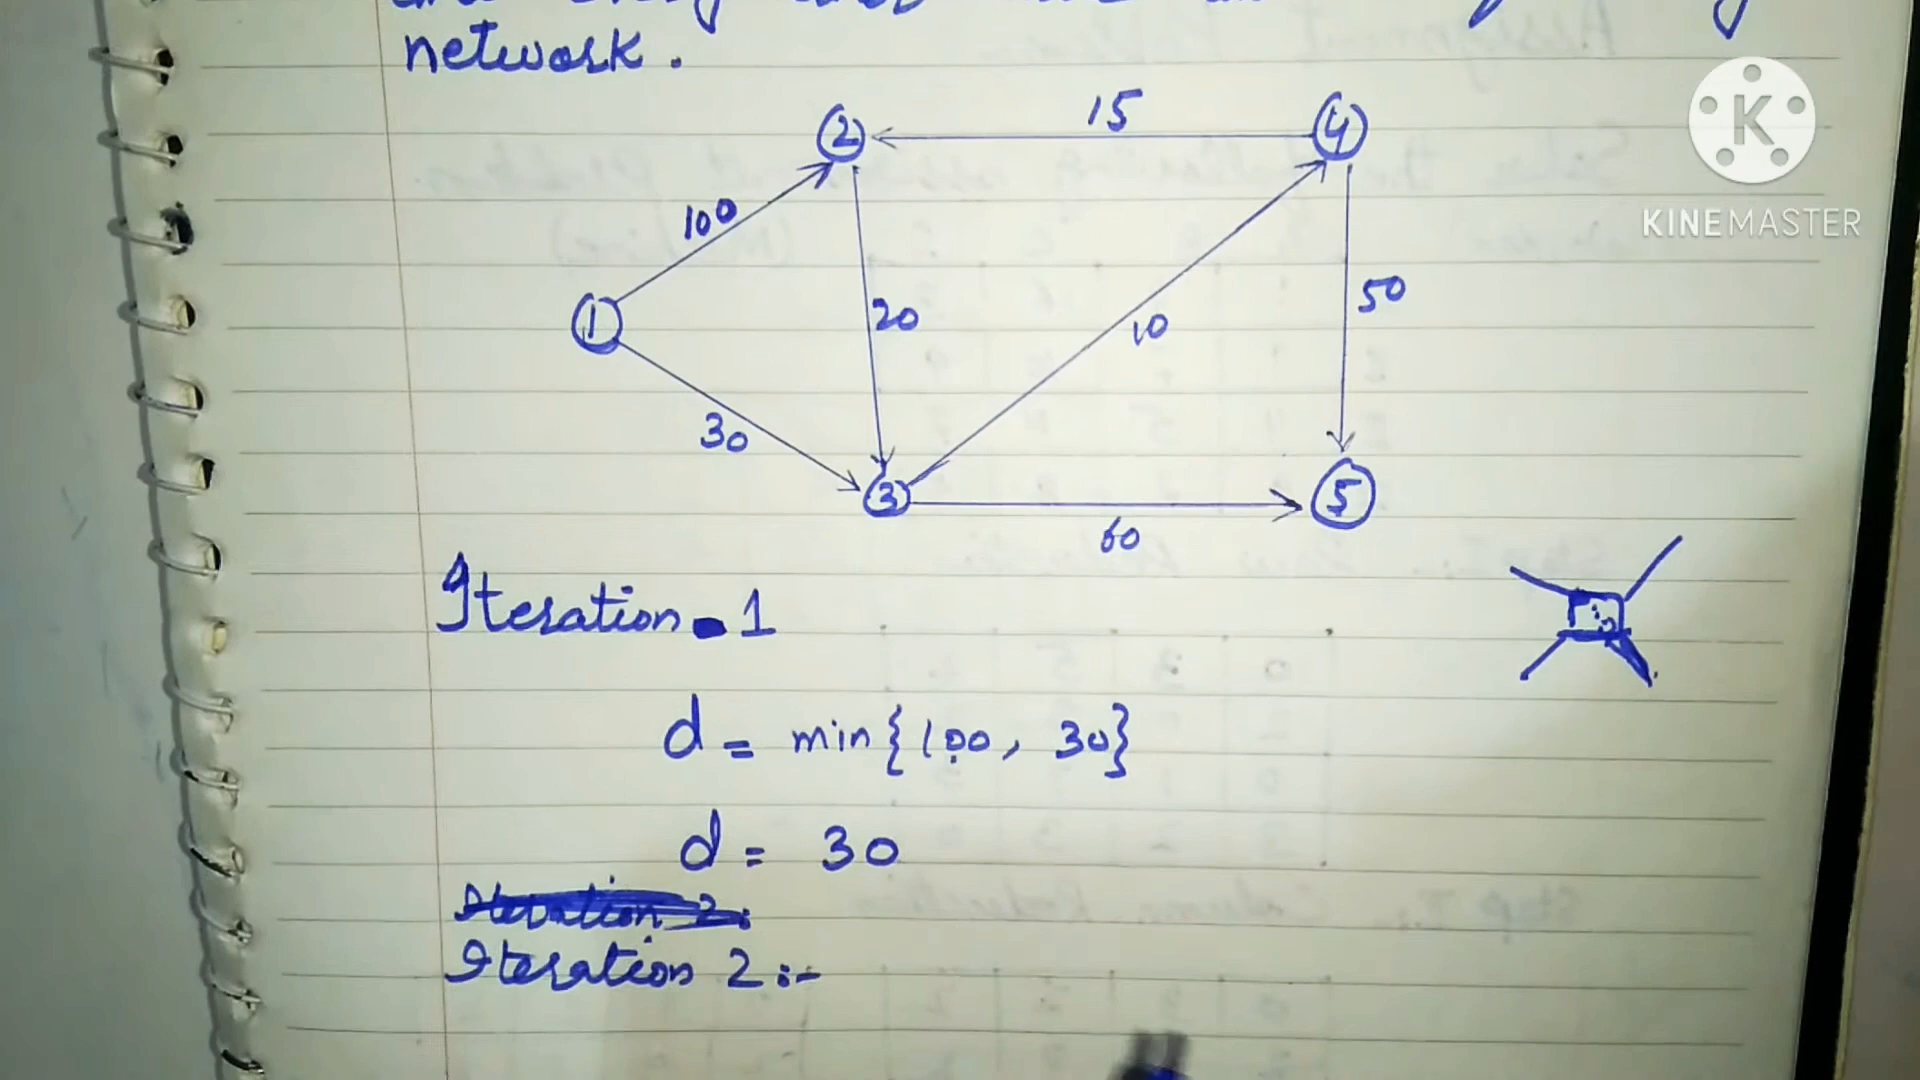 network.
2
15
4
100
1
20
10
50
30
3
60
5
Iteration 1
d = min{100, 30}
d = 30
Iteration 2:
Iteration 2:-
K
KINEMASTER